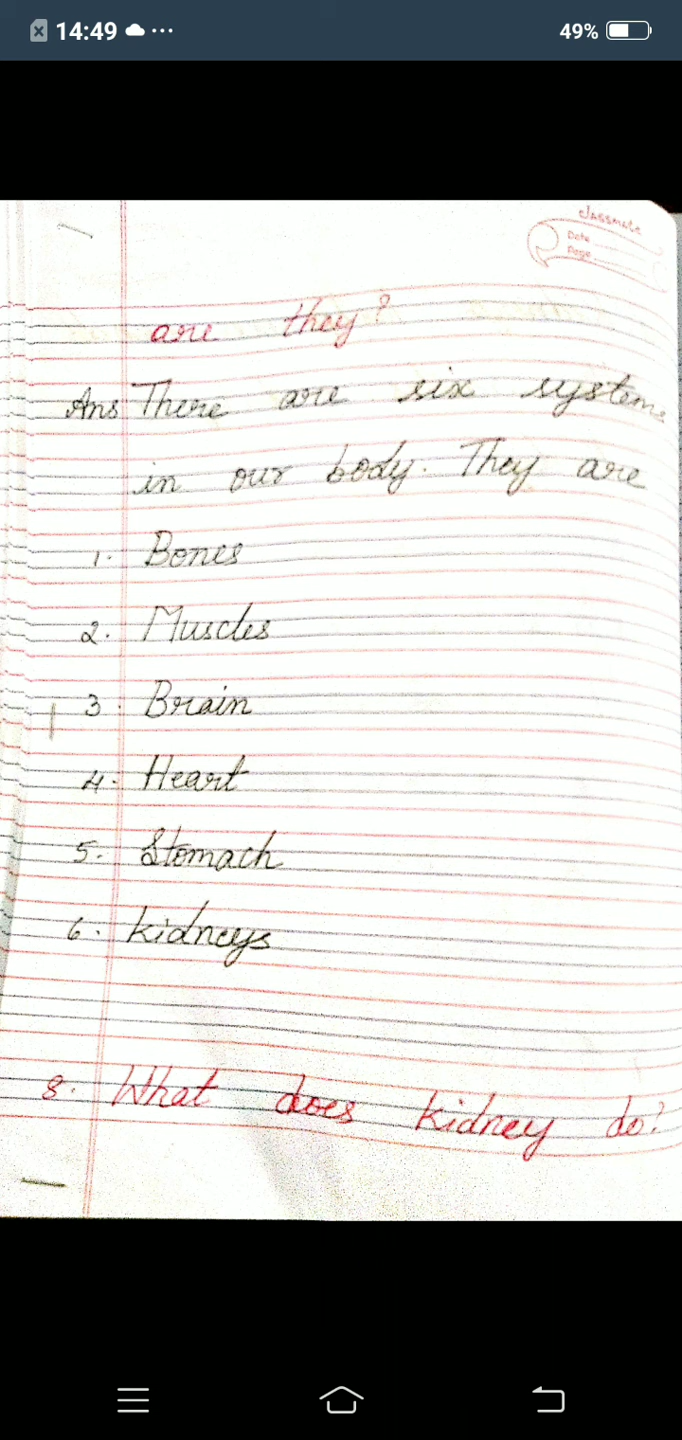 14:49
49%
classmate
Date
Page
are they?
Ans There are six systems
in our body. They are
1. Bones
2. Muscles
3. Brain
4. Heart
5. Stomach
6. kidneys
8. What does kidney do?